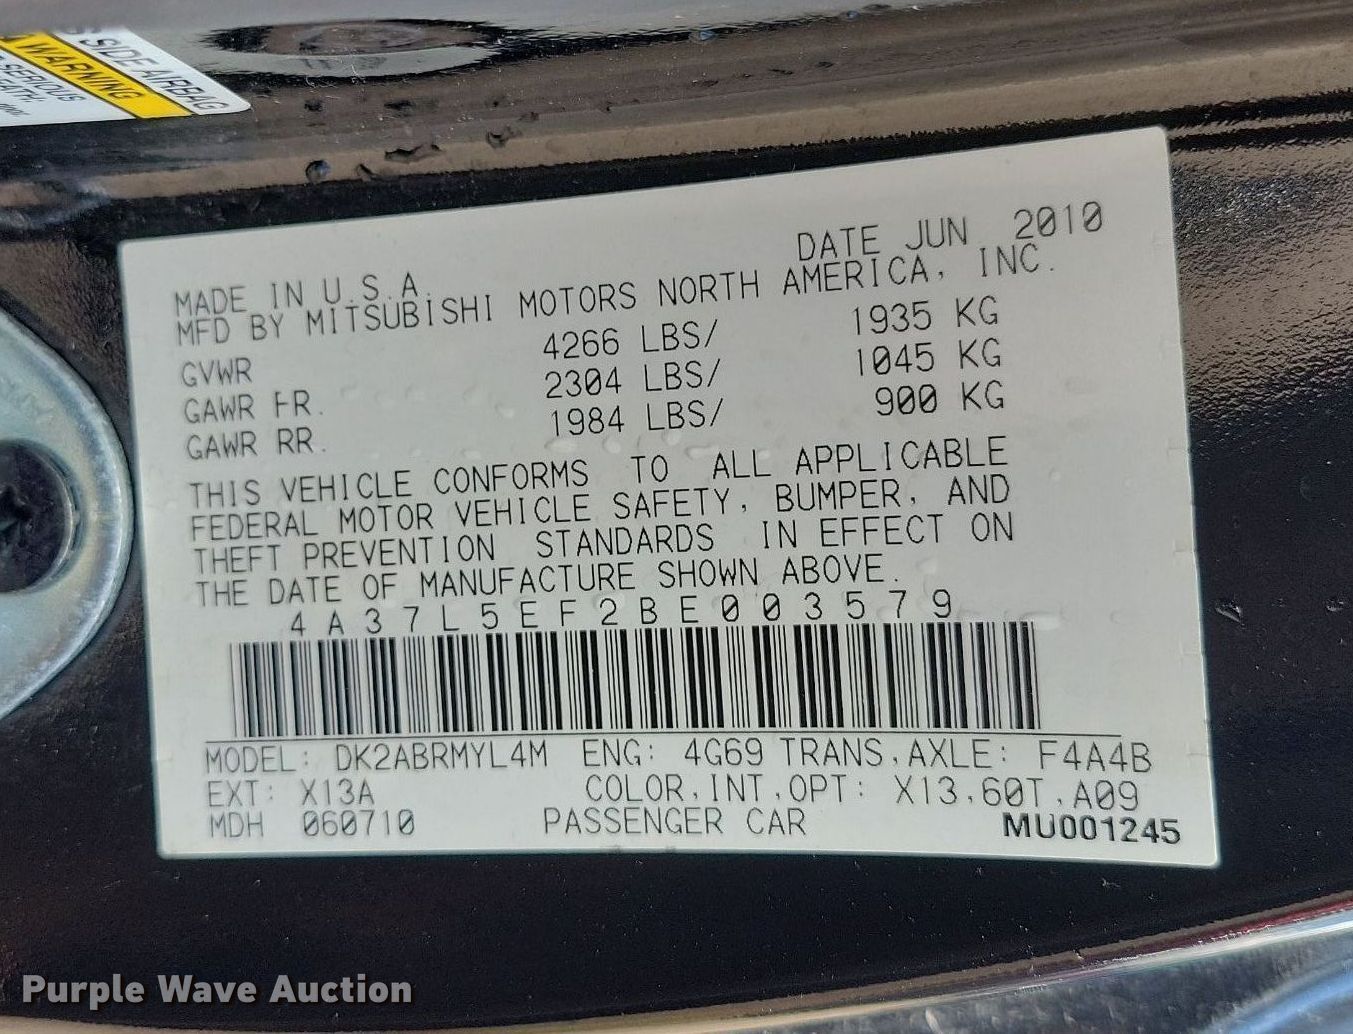 SIDE AIRBAG
WARNING
SERIOUS
EATH.
DATE JUN 2010
MADE IN U.S.A.
MFD BY MITSUBISHI MOTORS NORTH AMERICA, INC.
GVWR 4266 LBS/ 1935 KG
GAWR FR. 2304 LBS/ 1045 KG
GAWR RR. 1984 LBS/ 900 KG
THIS VEHICLE CONFORMS TO ALL APPLICABLE
FEDERAL MOTOR VEHICLE SAFETY, BUMPER, AND
THEFT PREVENTION STANDARDS IN EFFECT ON
THE DATE OF MANUFACTURE SHOWN ABOVE.
4A37L5EF2BE003579
MODEL: DK2ABRMYL4M ENG: 4G69 TRANS,AXLE: F4A4B
EXT: X13A COLOR,INT,OPT: X13,60T,A09
MDH 060710 PASSENGER CAR MU001245
Purple Wave Auction